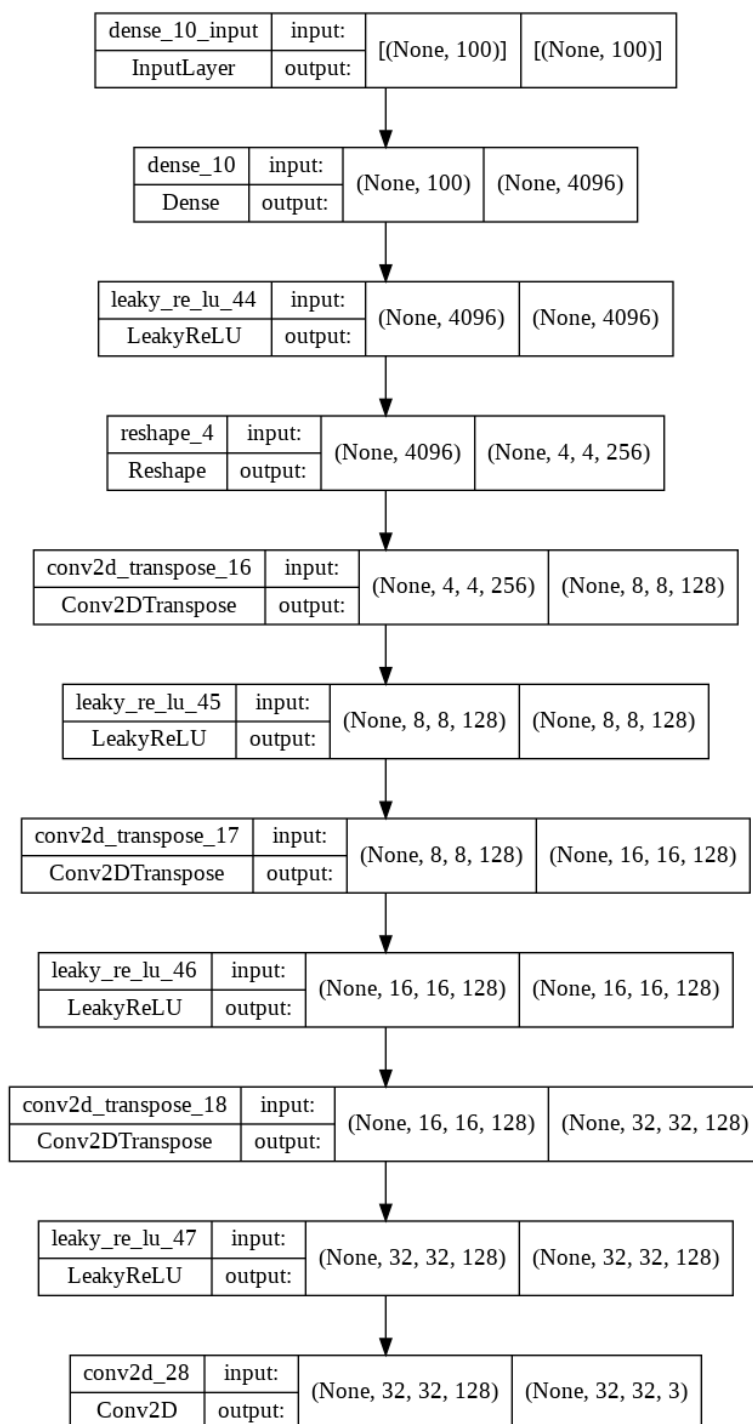 dense_10_input input: [(None, 100)] [(None, 100)]
InputLayer output:
dense_10 input: (None, 100) (None, 4096)
Dense output:
leaky_re_lu_44 input: (None, 4096) (None, 4096)
LeakyReLU output:
reshape_4 input: (None, 4096) (None, 4, 4, 256)
Reshape output:
conv2d_transpose_16 input: (None, 4, 4, 256) (None, 8, 8, 128)
Conv2DTranspose output:
leaky_re_lu_45 input: (None, 8, 8, 128) (None, 8, 8, 128)
LeakyReLU output:
conv2d_transpose_17 input: (None, 8, 8, 128) (None, 16, 16, 128)
Conv2DTranspose output:
leaky_re_lu_46 input: (None, 16, 16, 128) (None, 16, 16, 128)
LeakyReLU output:
conv2d_transpose_18 input: (None, 16, 16, 128) (None, 32, 32, 128)
Conv2DTranspose output:
leaky_re_lu_47 input: (None, 32, 32, 128) (None, 32, 32, 128)
LeakyReLU output:
conv2d_28 input: (None, 32, 32, 128) (None, 32, 32, 3)
Conv2D output: